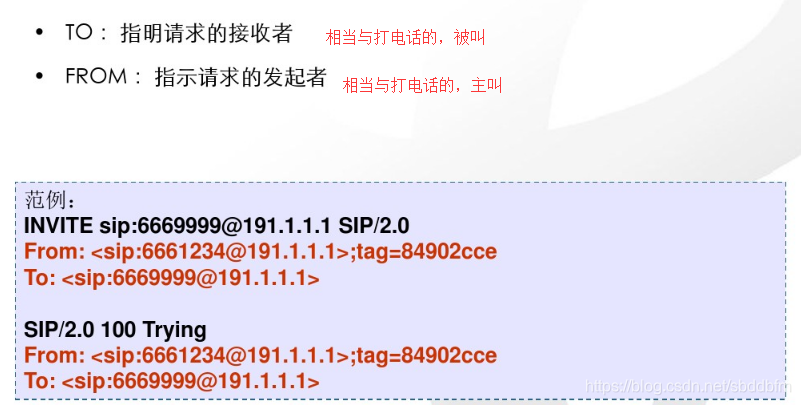 • TO： 指明请求的接收者 相当与打电话的，被叫
• FROM： 指示请求的发起者 相当与打电话的，主叫
范例：
INVITE sip:6669999@191.1.1.1 SIP/2.0
From: <sip:6661234@191.1.1.1>;tag=84902cce
To: <sip:6669999@191.1.1.1>
SIP/2.0 100 Trying
From: <sip:6661234@191.1.1.1>;tag=84902cce
To: <sip:6669999@191.1.1.1>
https://blog.csdn.net/sbddbfm